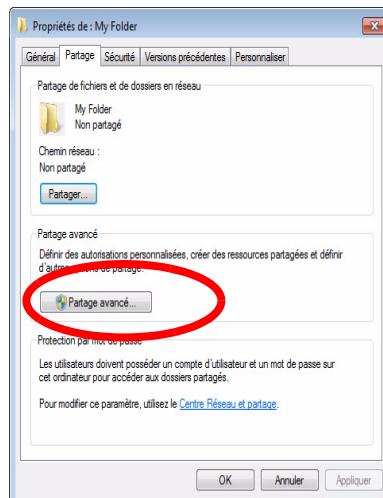 Propriétés de : My Folder
Général Partage Sécurité Versions précédentes Personnaliser
Partage de fichiers et de dossiers en réseau
My Folder
Non partagé
Chemin réseau :
Non partagé
Partager...
Partage avancé
Définir des autorisations personnalisées, créer des ressources partagées et définir
d'autres options de partage.
Partage avancé...
Protection par mot de passe
Les utilisateurs doivent posséder un compte d'utilisateur et un mot de passe sur
cet ordinateur pour accéder aux dossiers partagés.
Pour modifier ce paramètre, utilisez le Centre Réseau et partage.
OK Annuler Appliquer